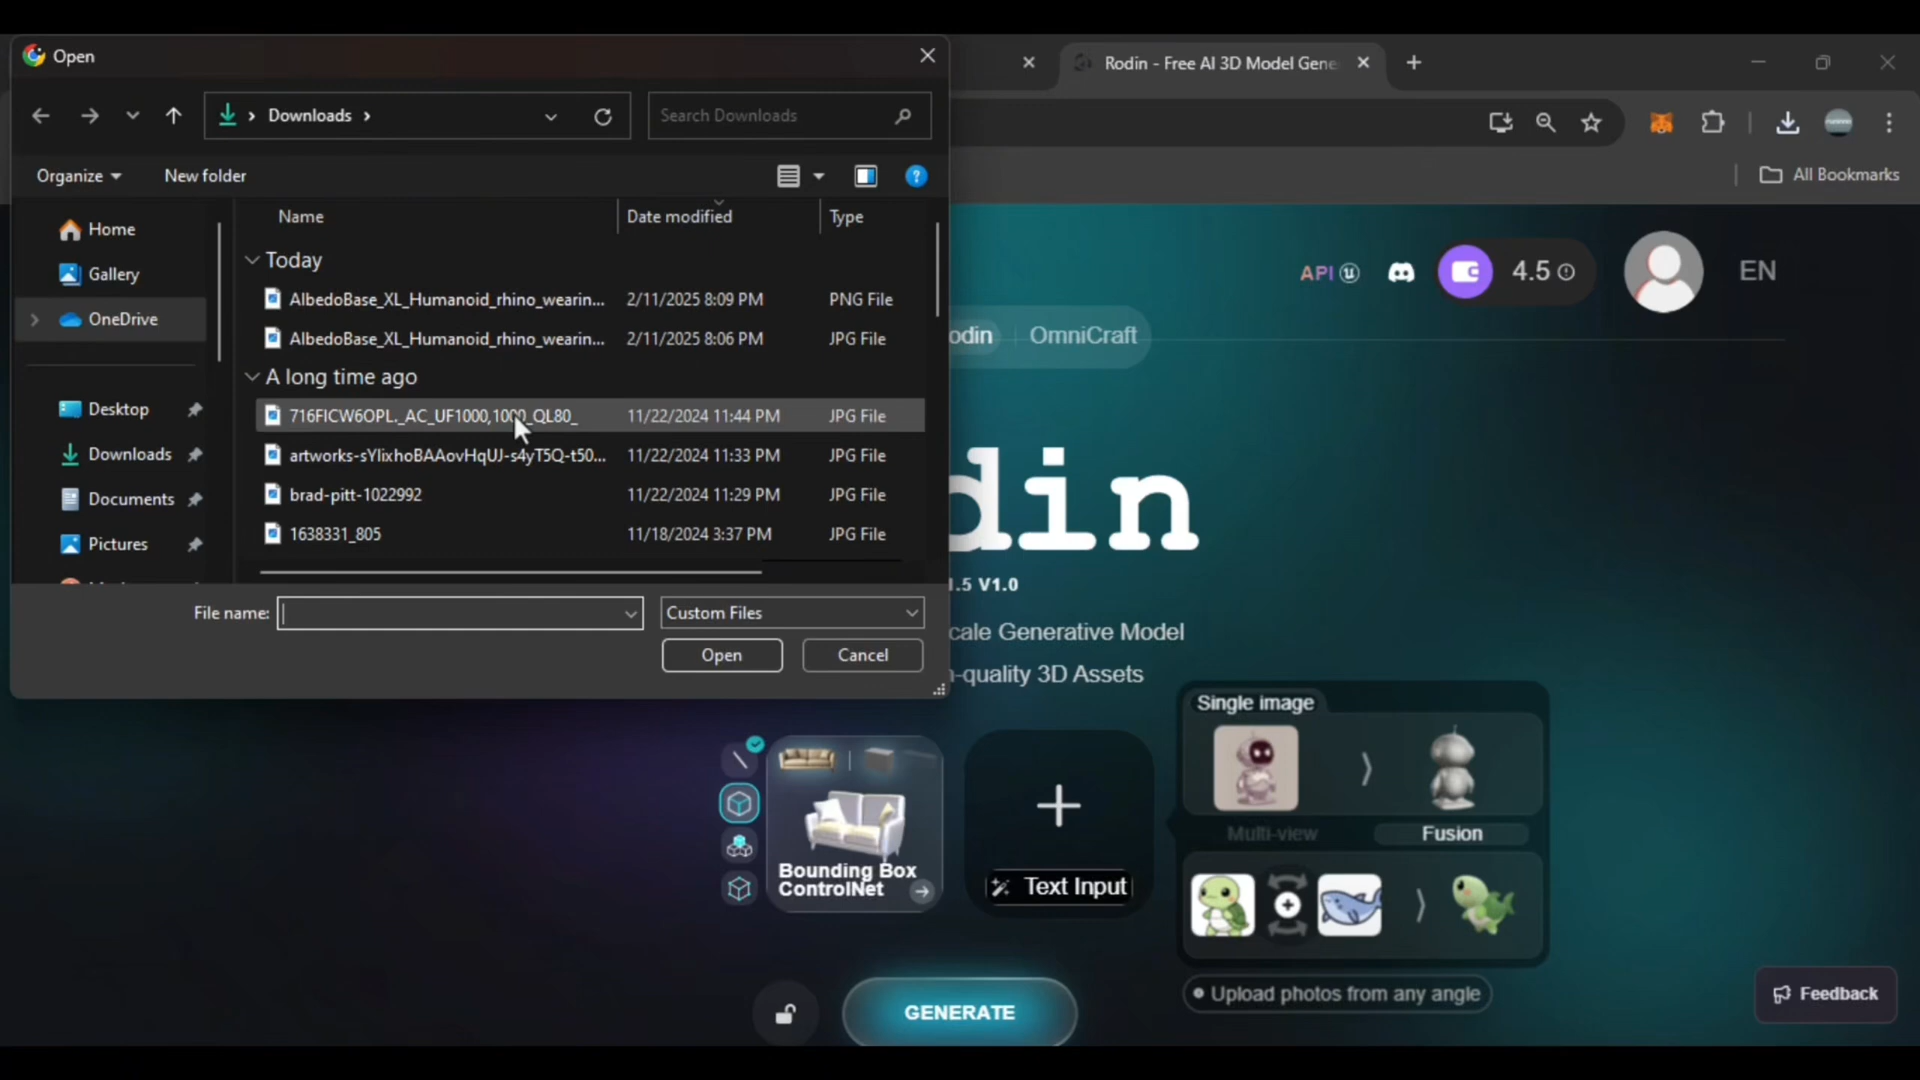 Open
Rodin - Free AI 3D Model Gene
Downloads
Search Downloads
Organize
New folder
All Bookmarks
Home
Gallery
OneDrive
Desktop
Downloads
Documents
Pictures
Name
Date modified
Type
Today
AlbedoBase_XL_Humanoid_rhino_wearin... 2/11/2025 8:09 PM PNG File
AlbedoBase_XL_Humanoid_rhino_wearin... 2/11/2025 8:06 PM JPG File
A long time ago
716FICW6OPL._AC_UF1000,1000_QL80_ 11/22/2024 11:44 PM JPG File
artworks-sYlixhoBAAovHqUJ-s4yT5Q-t50... 11/22/2024 11:33 PM JPG File
brad-pitt-1022992 11/22/2024 11:29 PM JPG File
1638331_805 11/18/2024 3:37 PM JPG File
File name:
Custom Files
Open
Cancel
API
4.5
EN
odin
OmniCraft
din
.5 V1.0
cale Generative Model
-quality 3D Assets
Bounding Box
ControlNet
Text Input
Single image
Multi-view
Fusion
Upload photos from any angle
GENERATE
Feedback